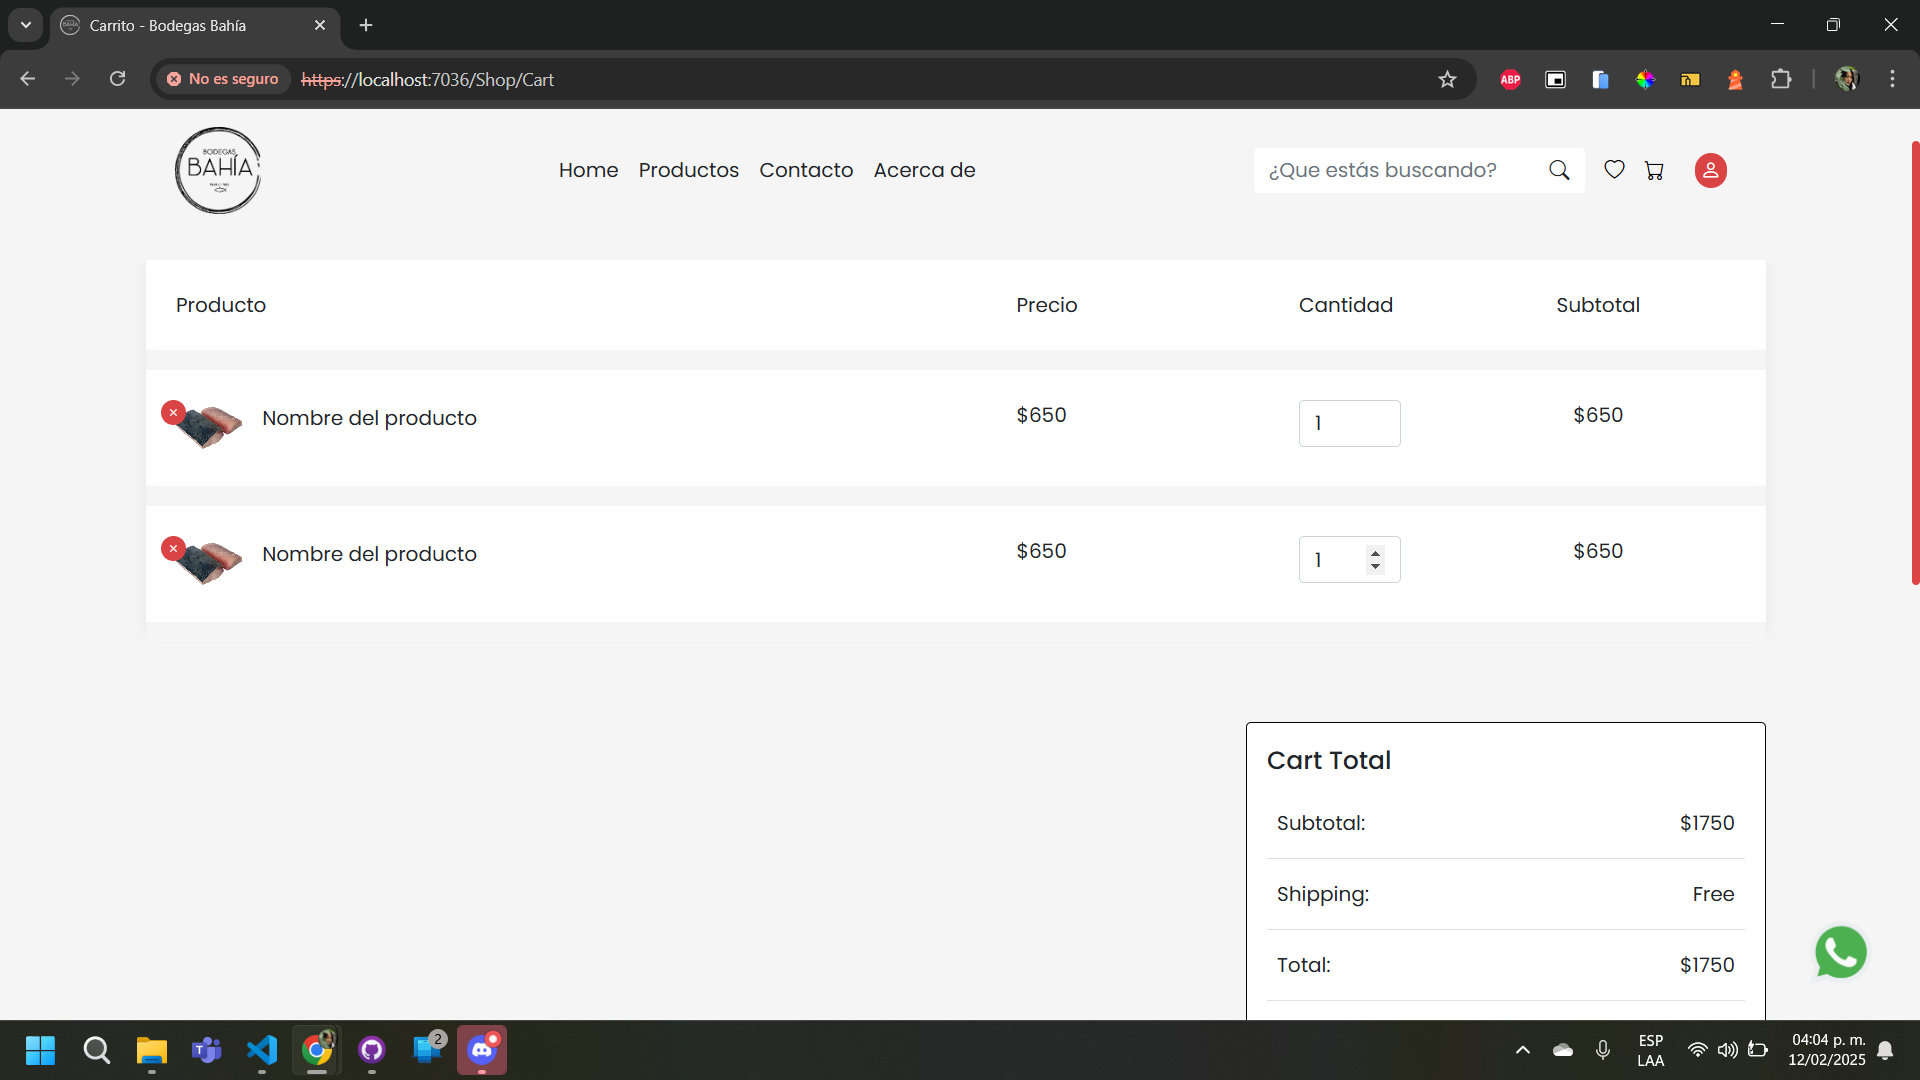 Carrito - Bodegas Bahía
No es seguro https://localhost:7036/Shop/Cart
ABP
BODEGAS
BAHÍA
Home Productos Contacto Acerca de
¿Que estás buscando?
Producto Precio Cantidad Subtotal
Nombre del producto $650 1 $650
Nombre del producto $650 1 $650
Cart Total
Subtotal: $1750
Shipping: Free
Total: $1750
2
ESP
LAA
04:04 p. m.
12/02/2025